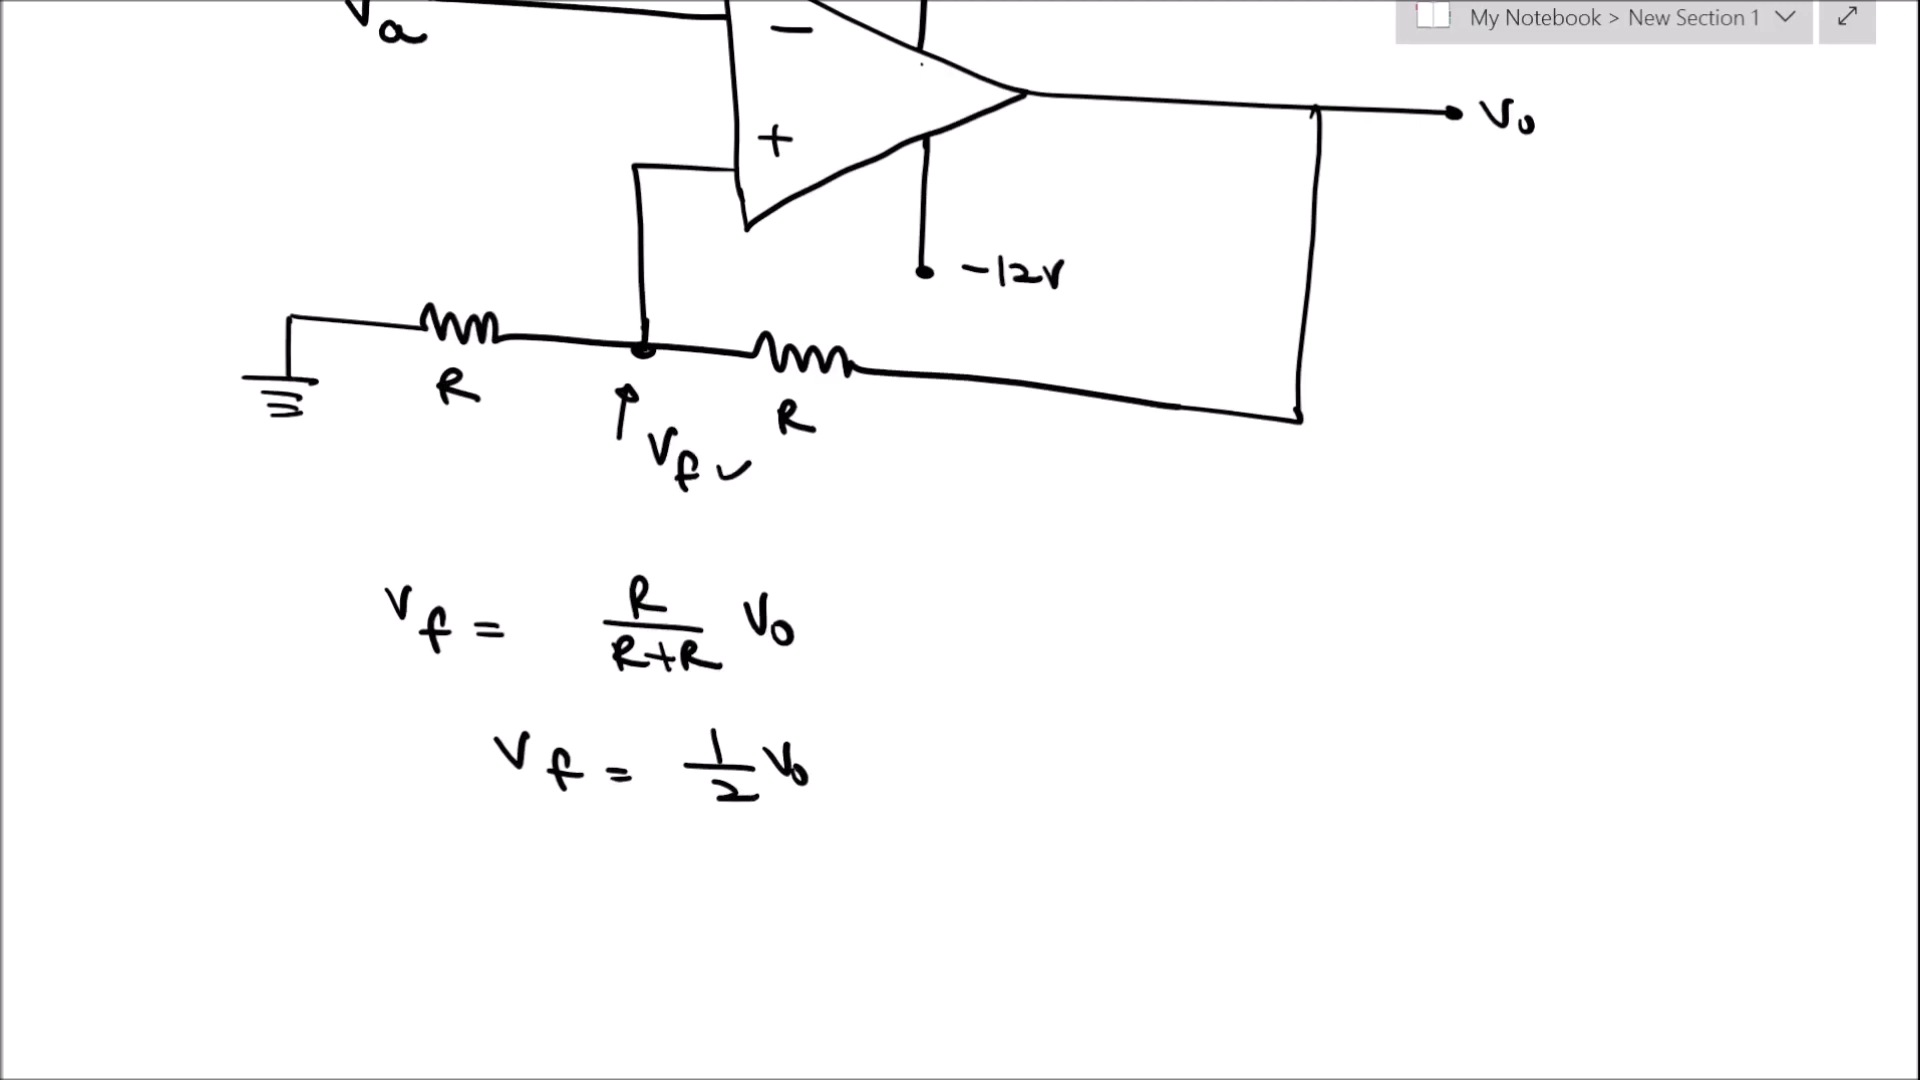 My Notebook > New Section 1
Va
−
+
Vo
-12V
R
R
Vf ✓
Vf = R/(R+R) Vo
Vf = 1/2 Vo